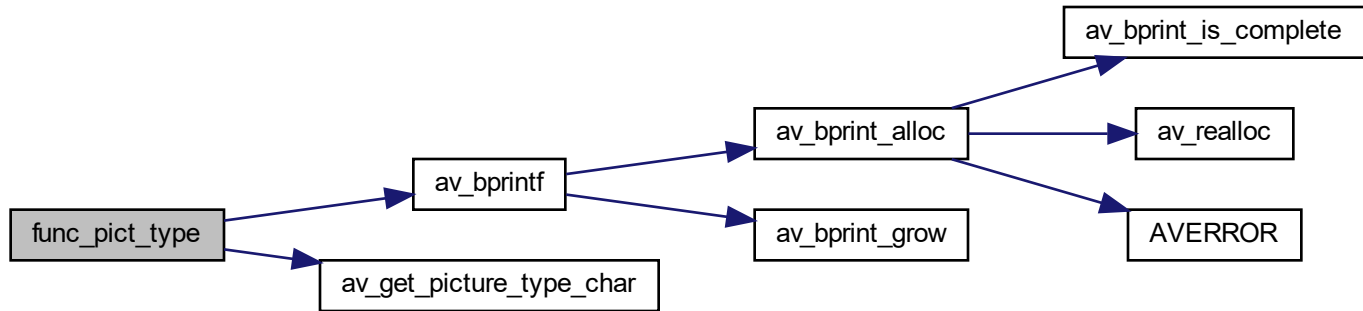 func_pict_type
av_bprintf
av_get_picture_type_char
av_bprint_alloc
av_bprint_grow
av_bprint_is_complete
av_realloc
AVERROR